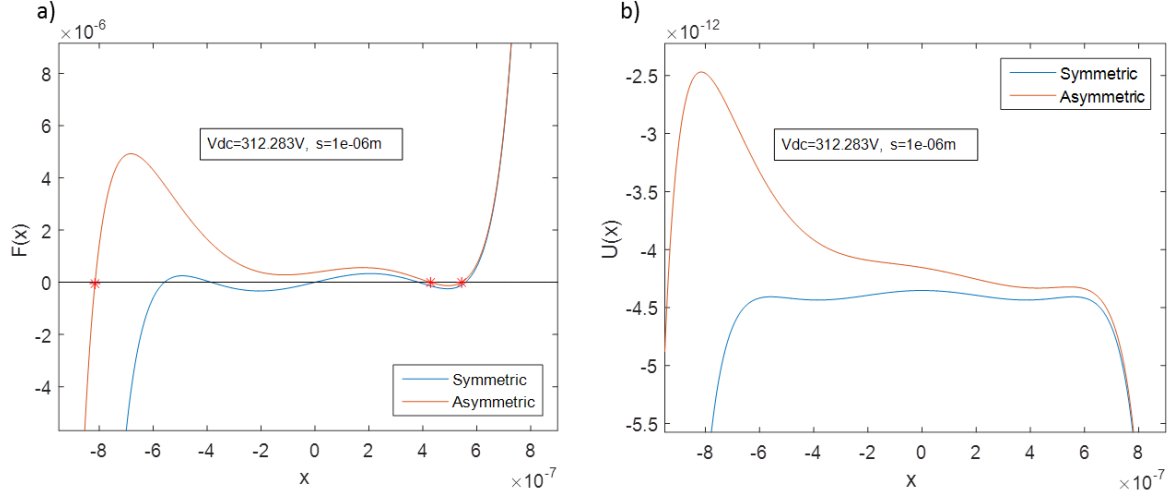 a)
×10-6
8
6
4
2
0
-2
-4
F(x)
Vdc=312.283V, s=1e-06m
Symmetric
Asymmetric
-8 -6 -4 -2 0 2 4 6 8
x
×10-7
b)
×10-12
-2.5
-3
-3.5
-4
-4.5
-5
-5.5
U(x)
Symmetric
Asymmetric
Vdc=312.283V, s=1e-06m
-8 -6 -4 -2 0 2 4 6 8
x
×10-7